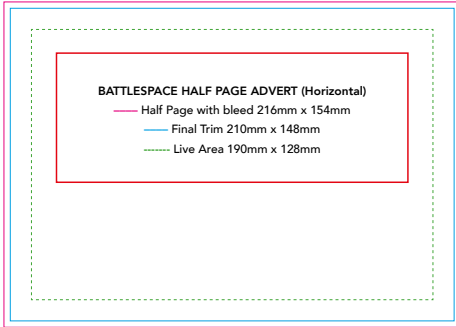 BATTLESPACE HALF PAGE ADVERT (Horizontal)
Half Page with bleed 216mm x 154mm
Final Trim 210mm x 148mm
Live Area 190mm x 128mm